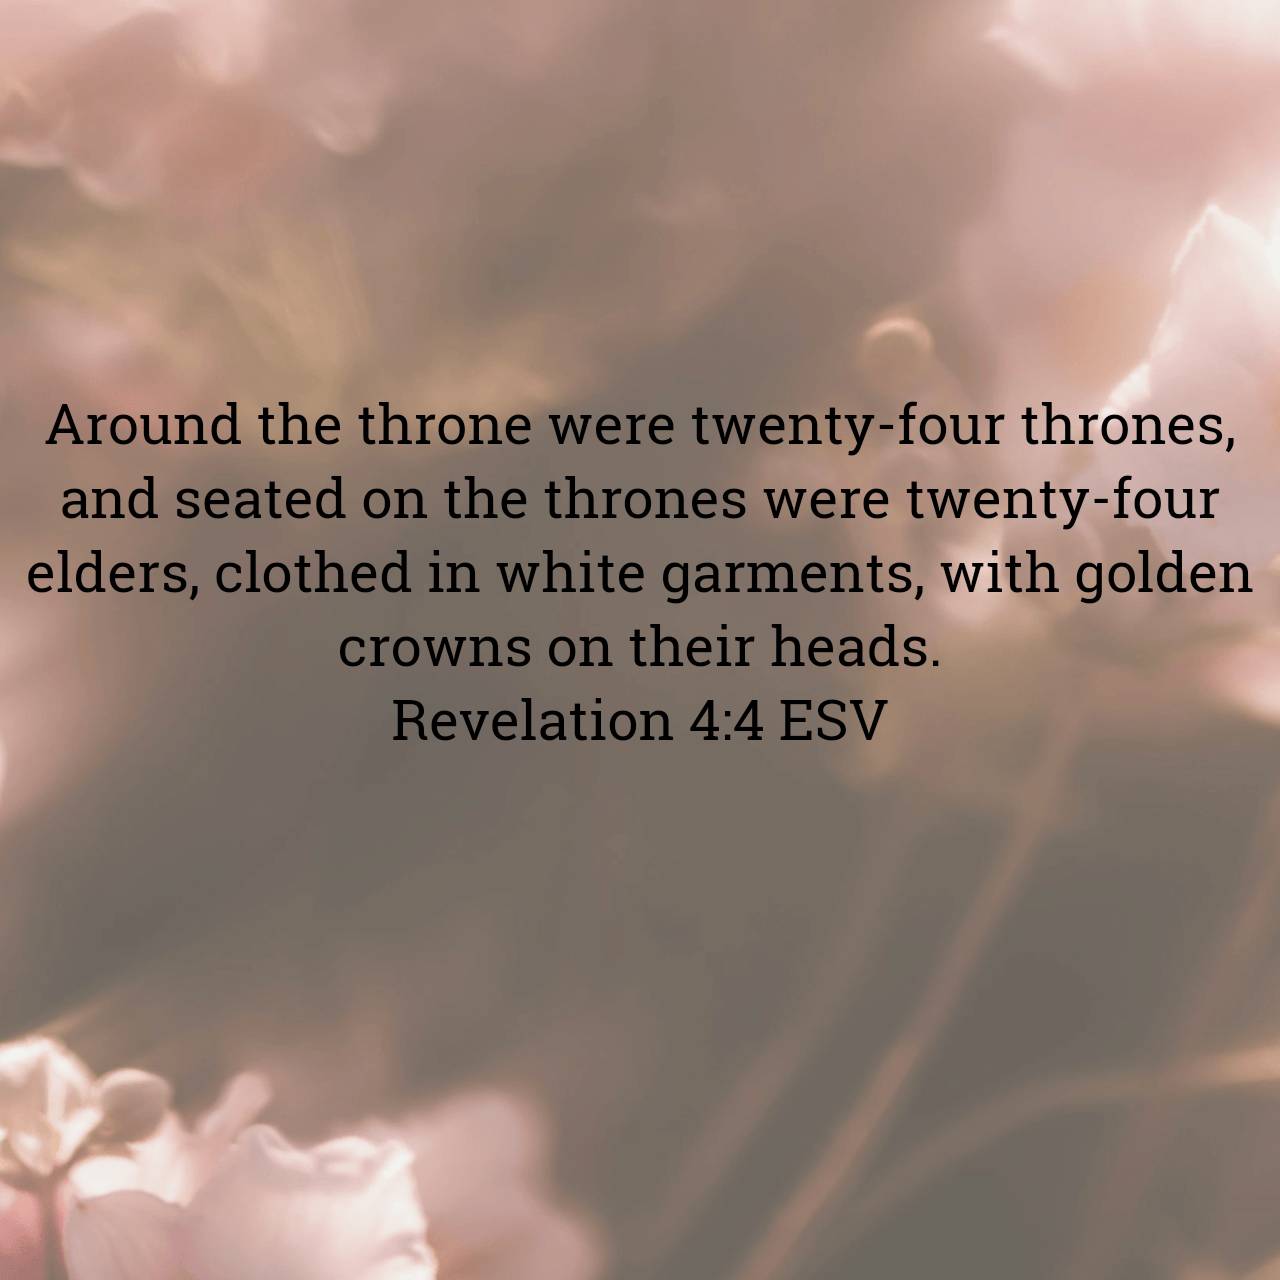 Around the throne were twenty-four thrones,
and seated on the thrones were twenty-four
elders, clothed in white garments, with golden
crowns on their heads.
Revelation 4:4 ESV